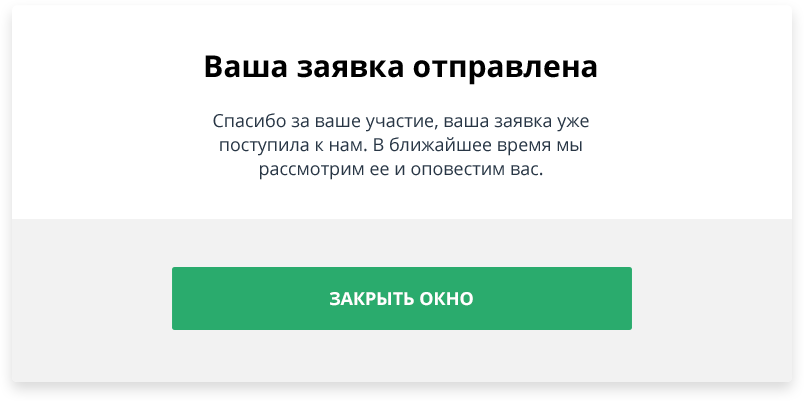 Ваша заявка отправлена
Спасибо за ваше участие, ваша заявка уже
поступила к нам. В ближайшее время мы
рассмотрим ее и оповестим вас.
ЗАКРЫТЬ ОКНО